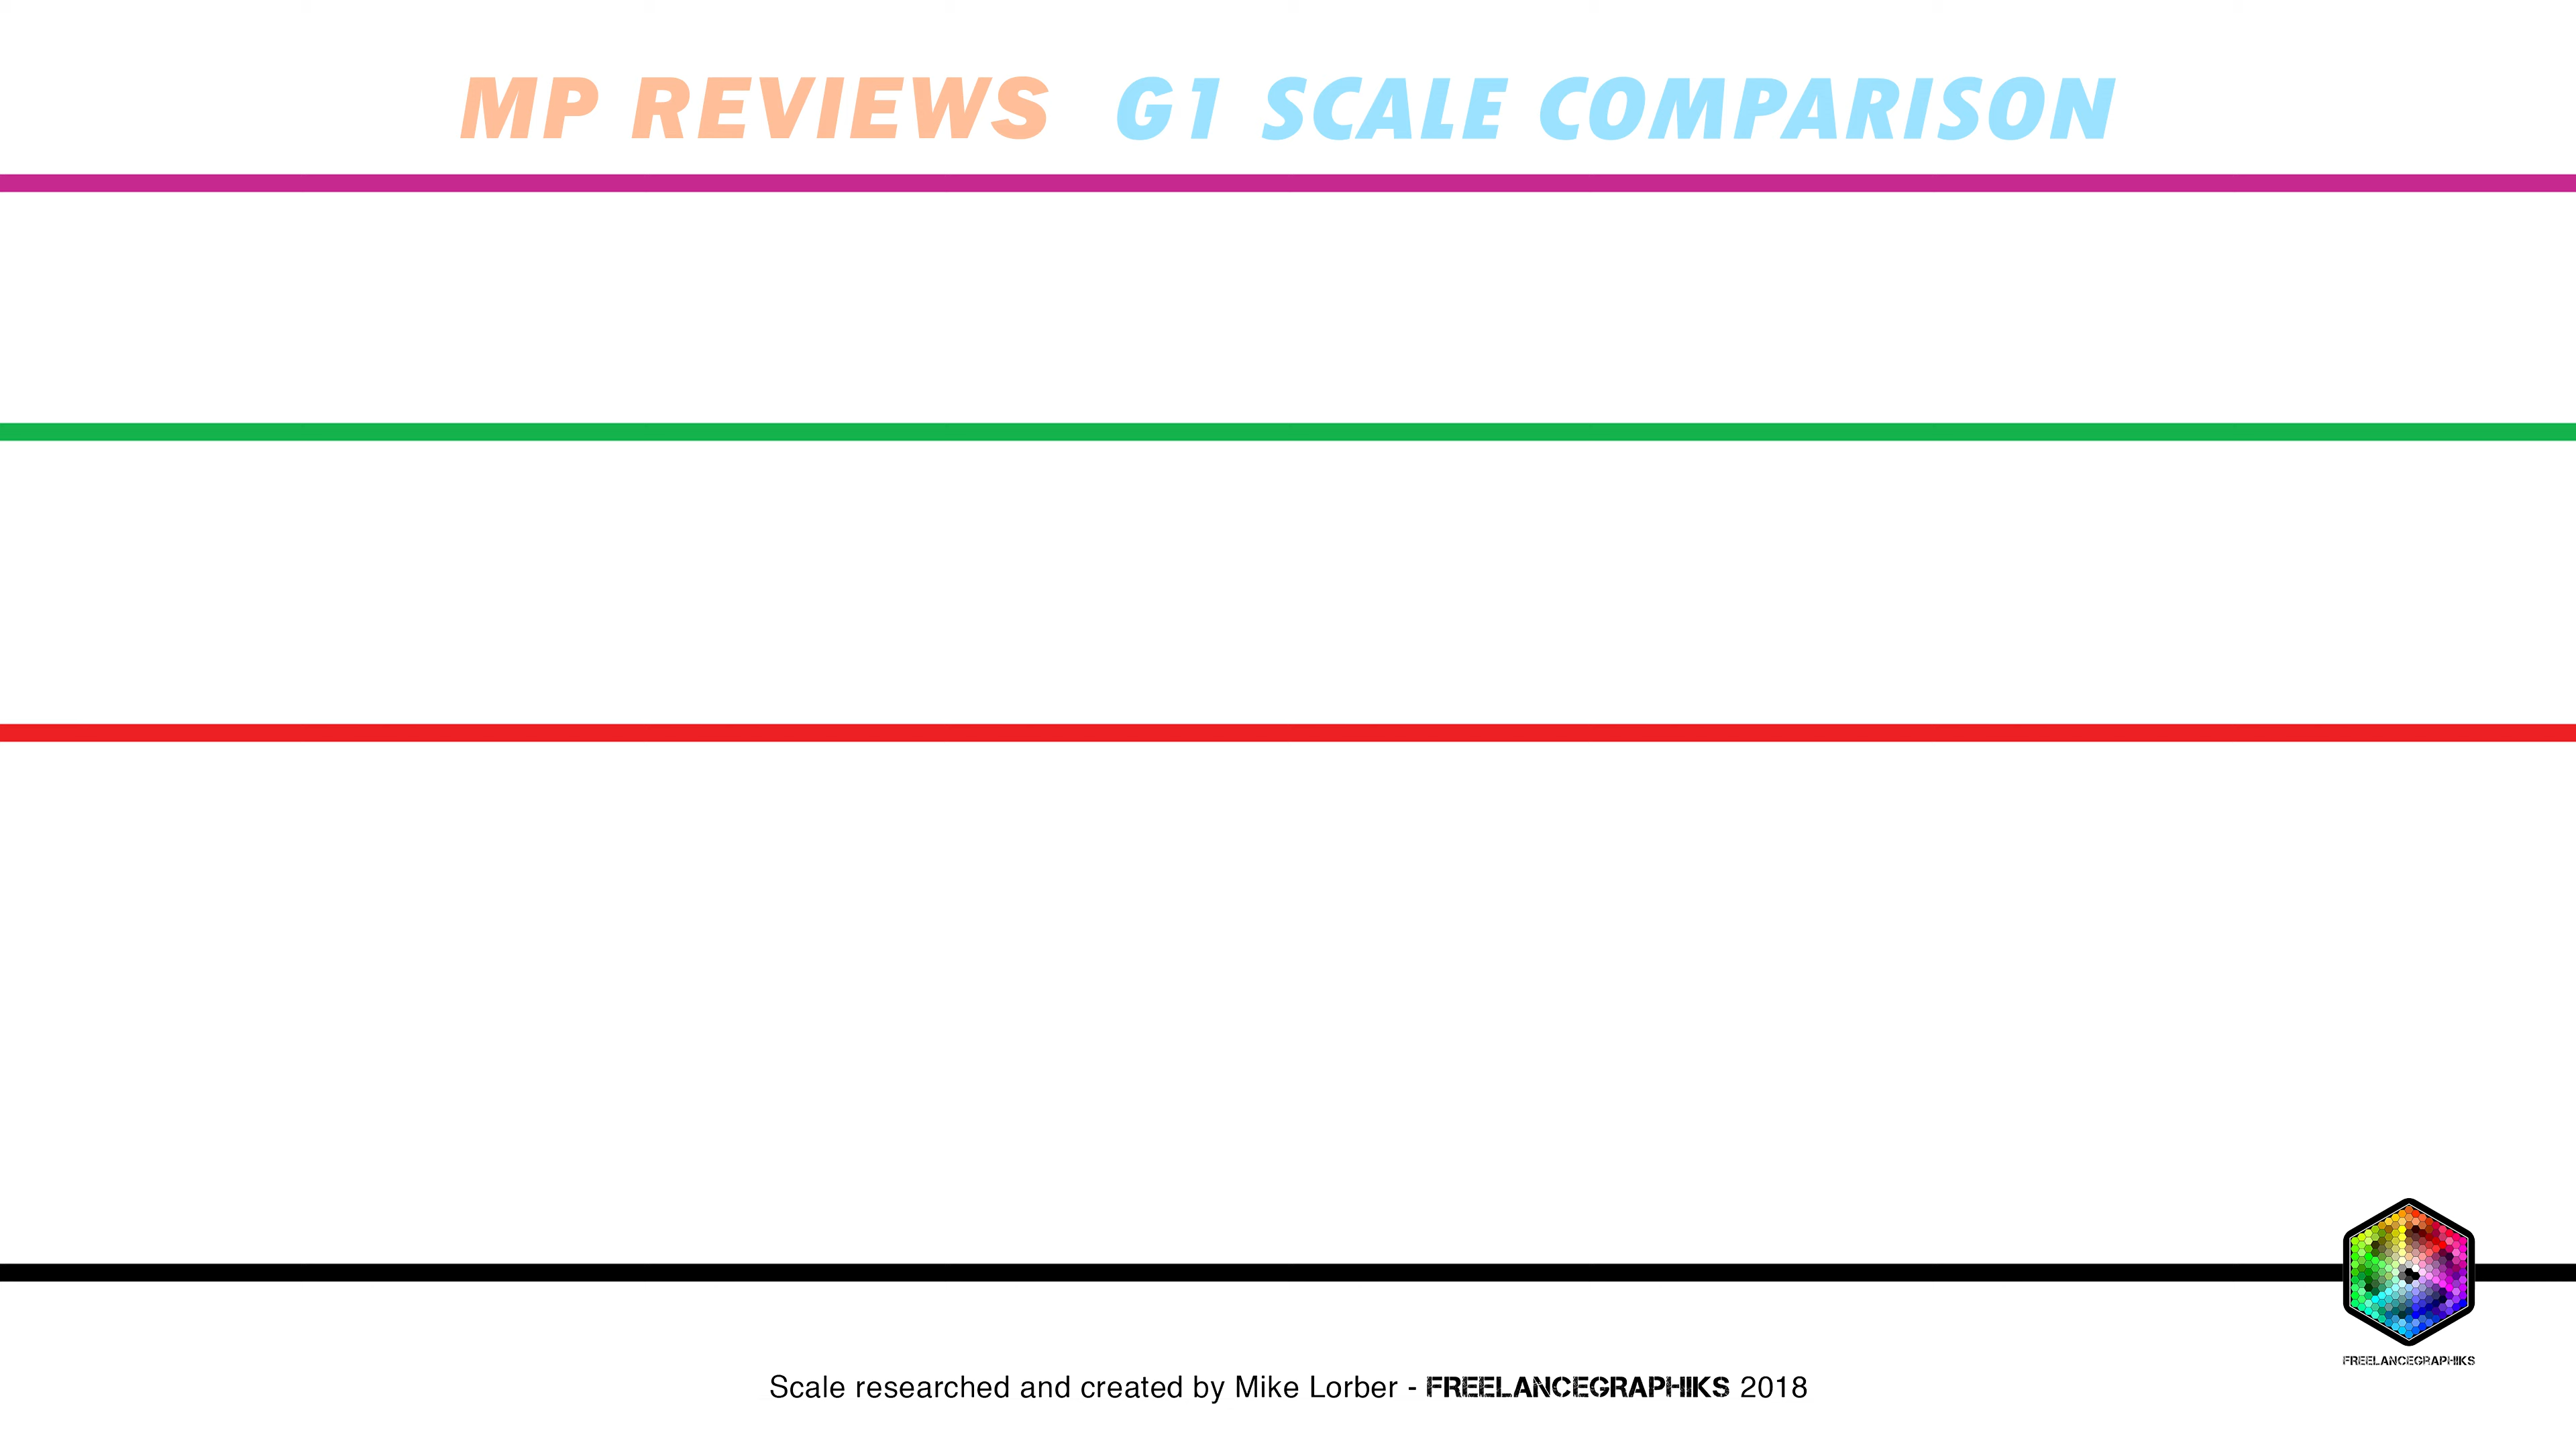 MP REVIEWS G1 SCALE COMPARISON
FREELANCEGRAPHIKS
Scale researched and created by Mike Lorber - FREELANCEGRAPHIKS 2018